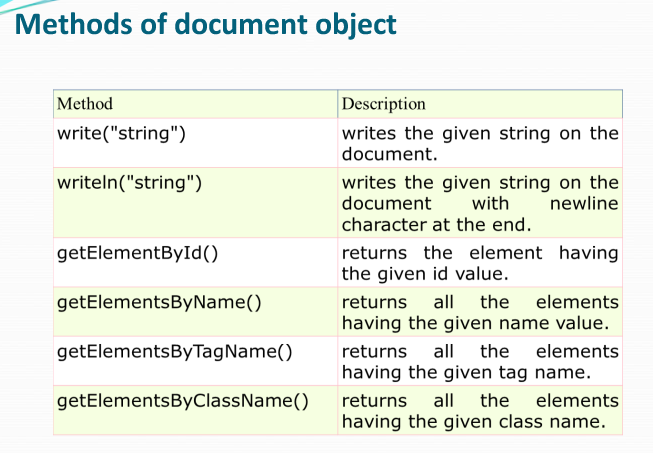 Methods of document object
Method Description
write("string") writes the given string on the
document.
writeln("string") writes the given string on the
document with newline
character at the end.
getElementById() returns the element having
the given id value.
getElementsByName() returns all the elements
having the given name value.
getElementsByTagName() returns all the elements
having the given tag name.
getElementsByClassName() returns all the elements
having the given class name.